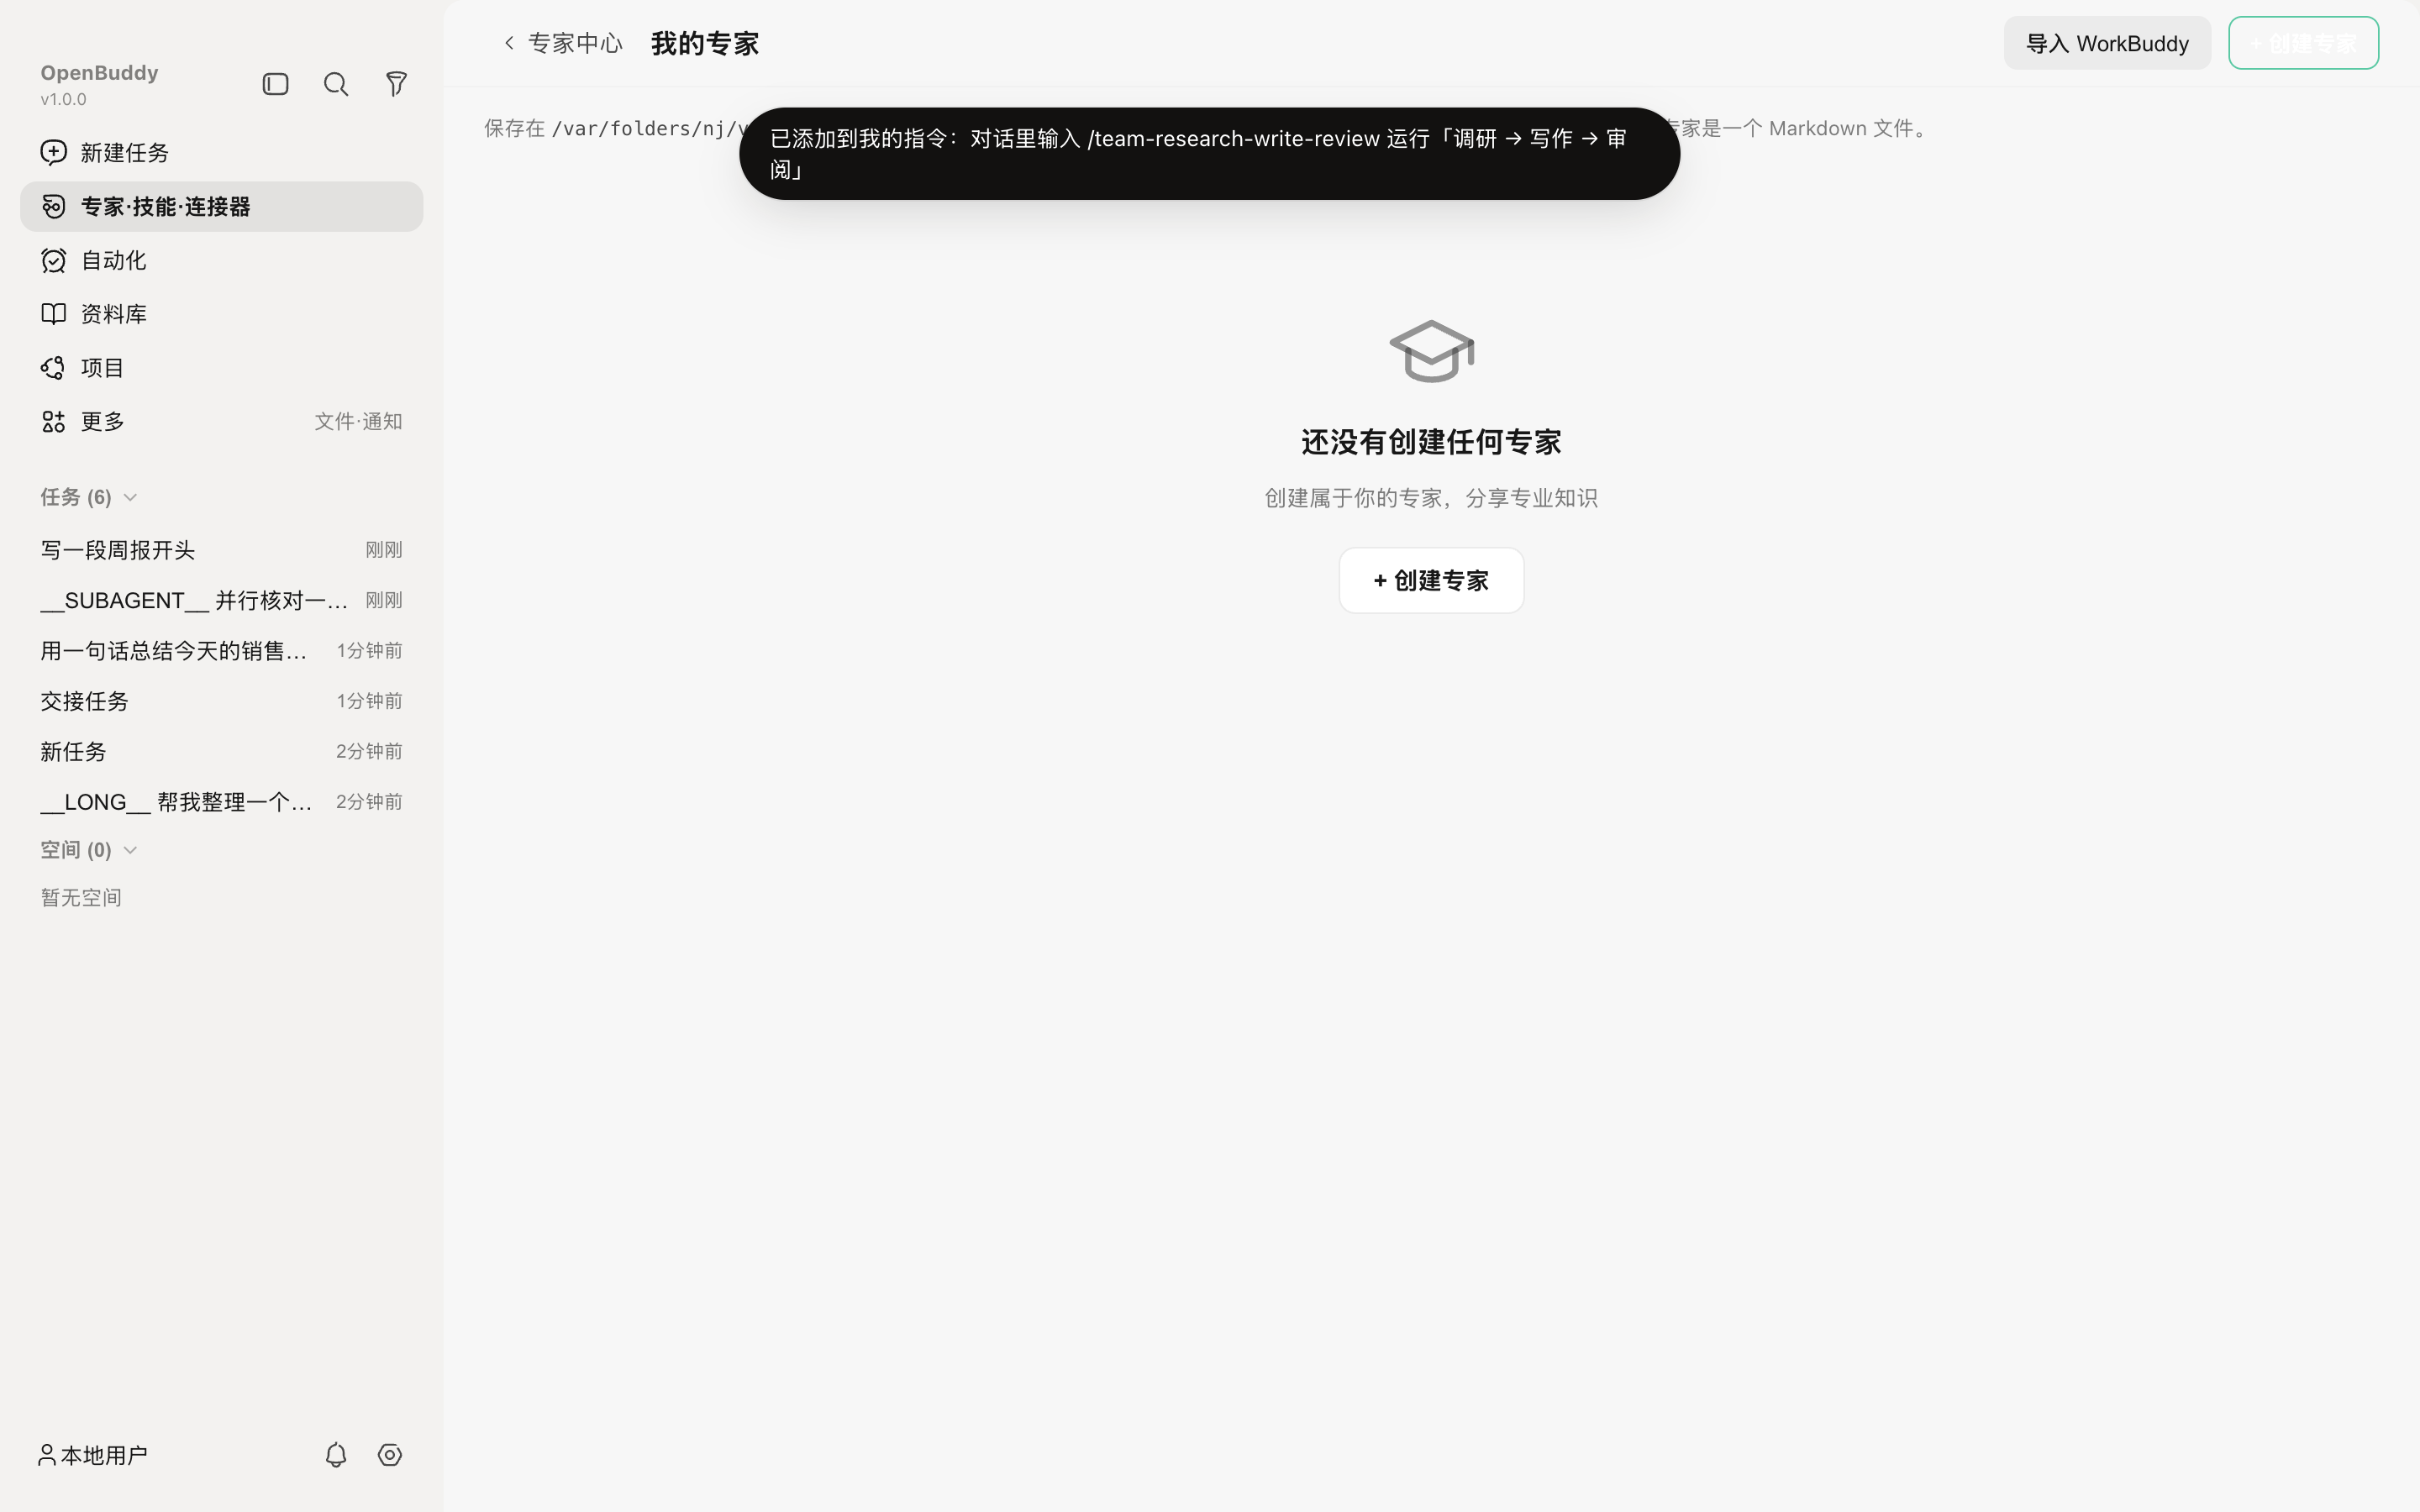 OpenBuddy
v1.0.0
新建任务
专家·技能·连接器
自动化
资料库
项目
更多
文件·通知
任务 (6)
写一段周报开头
刚刚
__SUBAGENT__ 并行核对一…
刚刚
用一句话总结今天的销售…
1分钟前
交接任务
1分钟前
新任务
2分钟前
__LONG__ 帮我整理一个…
2分钟前
空间 (0)
暂无空间
本地用户
专家中心
我的专家
导入 WorkBuddy
+ 创建专家
保存在 /var/folders/nj/
家是一个 Markdown 文件。
已添加到我的指令：对话里输入 /team-research-write-review 运行「调研 → 写作 → 审
阅」
还没有创建任何专家
创建属于你的专家，分享专业知识
+ 创建专家